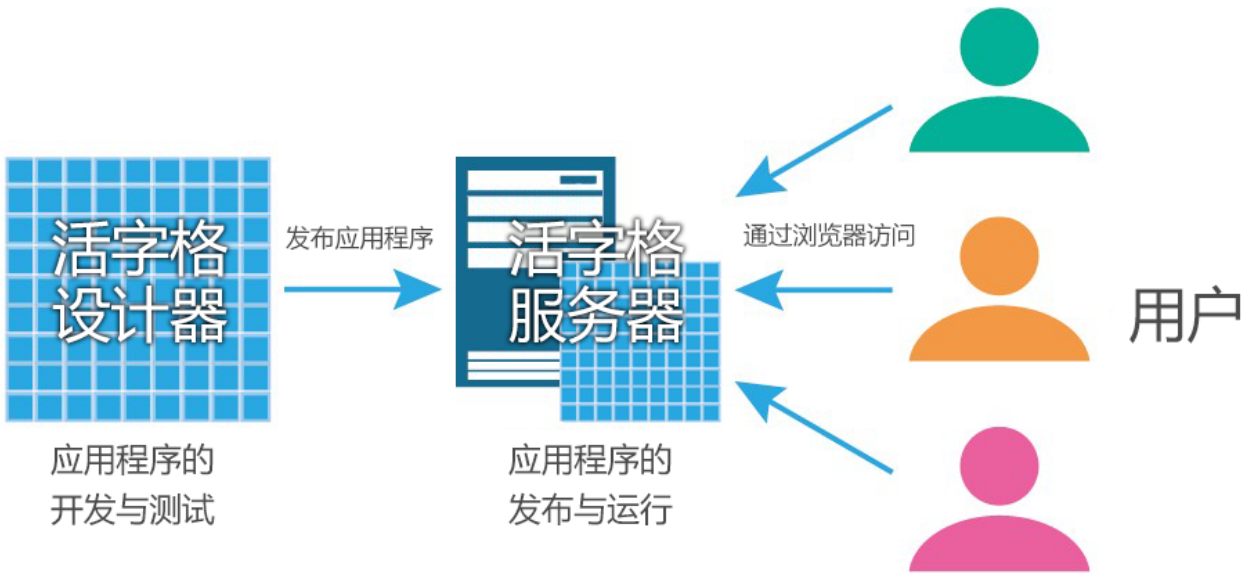 活字格
设计器
应用程序的
开发与测试
发布应用程序
活字格
服务器
应用程序的
发布与运行
通过浏览器访问
用户